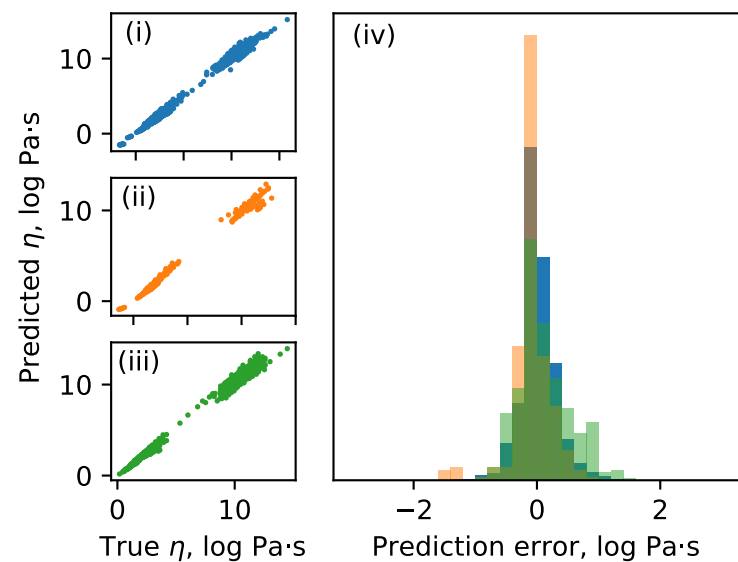 (i)
10
0
(ii)
10
0
(iii)
10
0
0 10
True η, log Pa·s
Predicted η, log Pa·s
(iv)
−2 0 2
Prediction error, log Pa·s